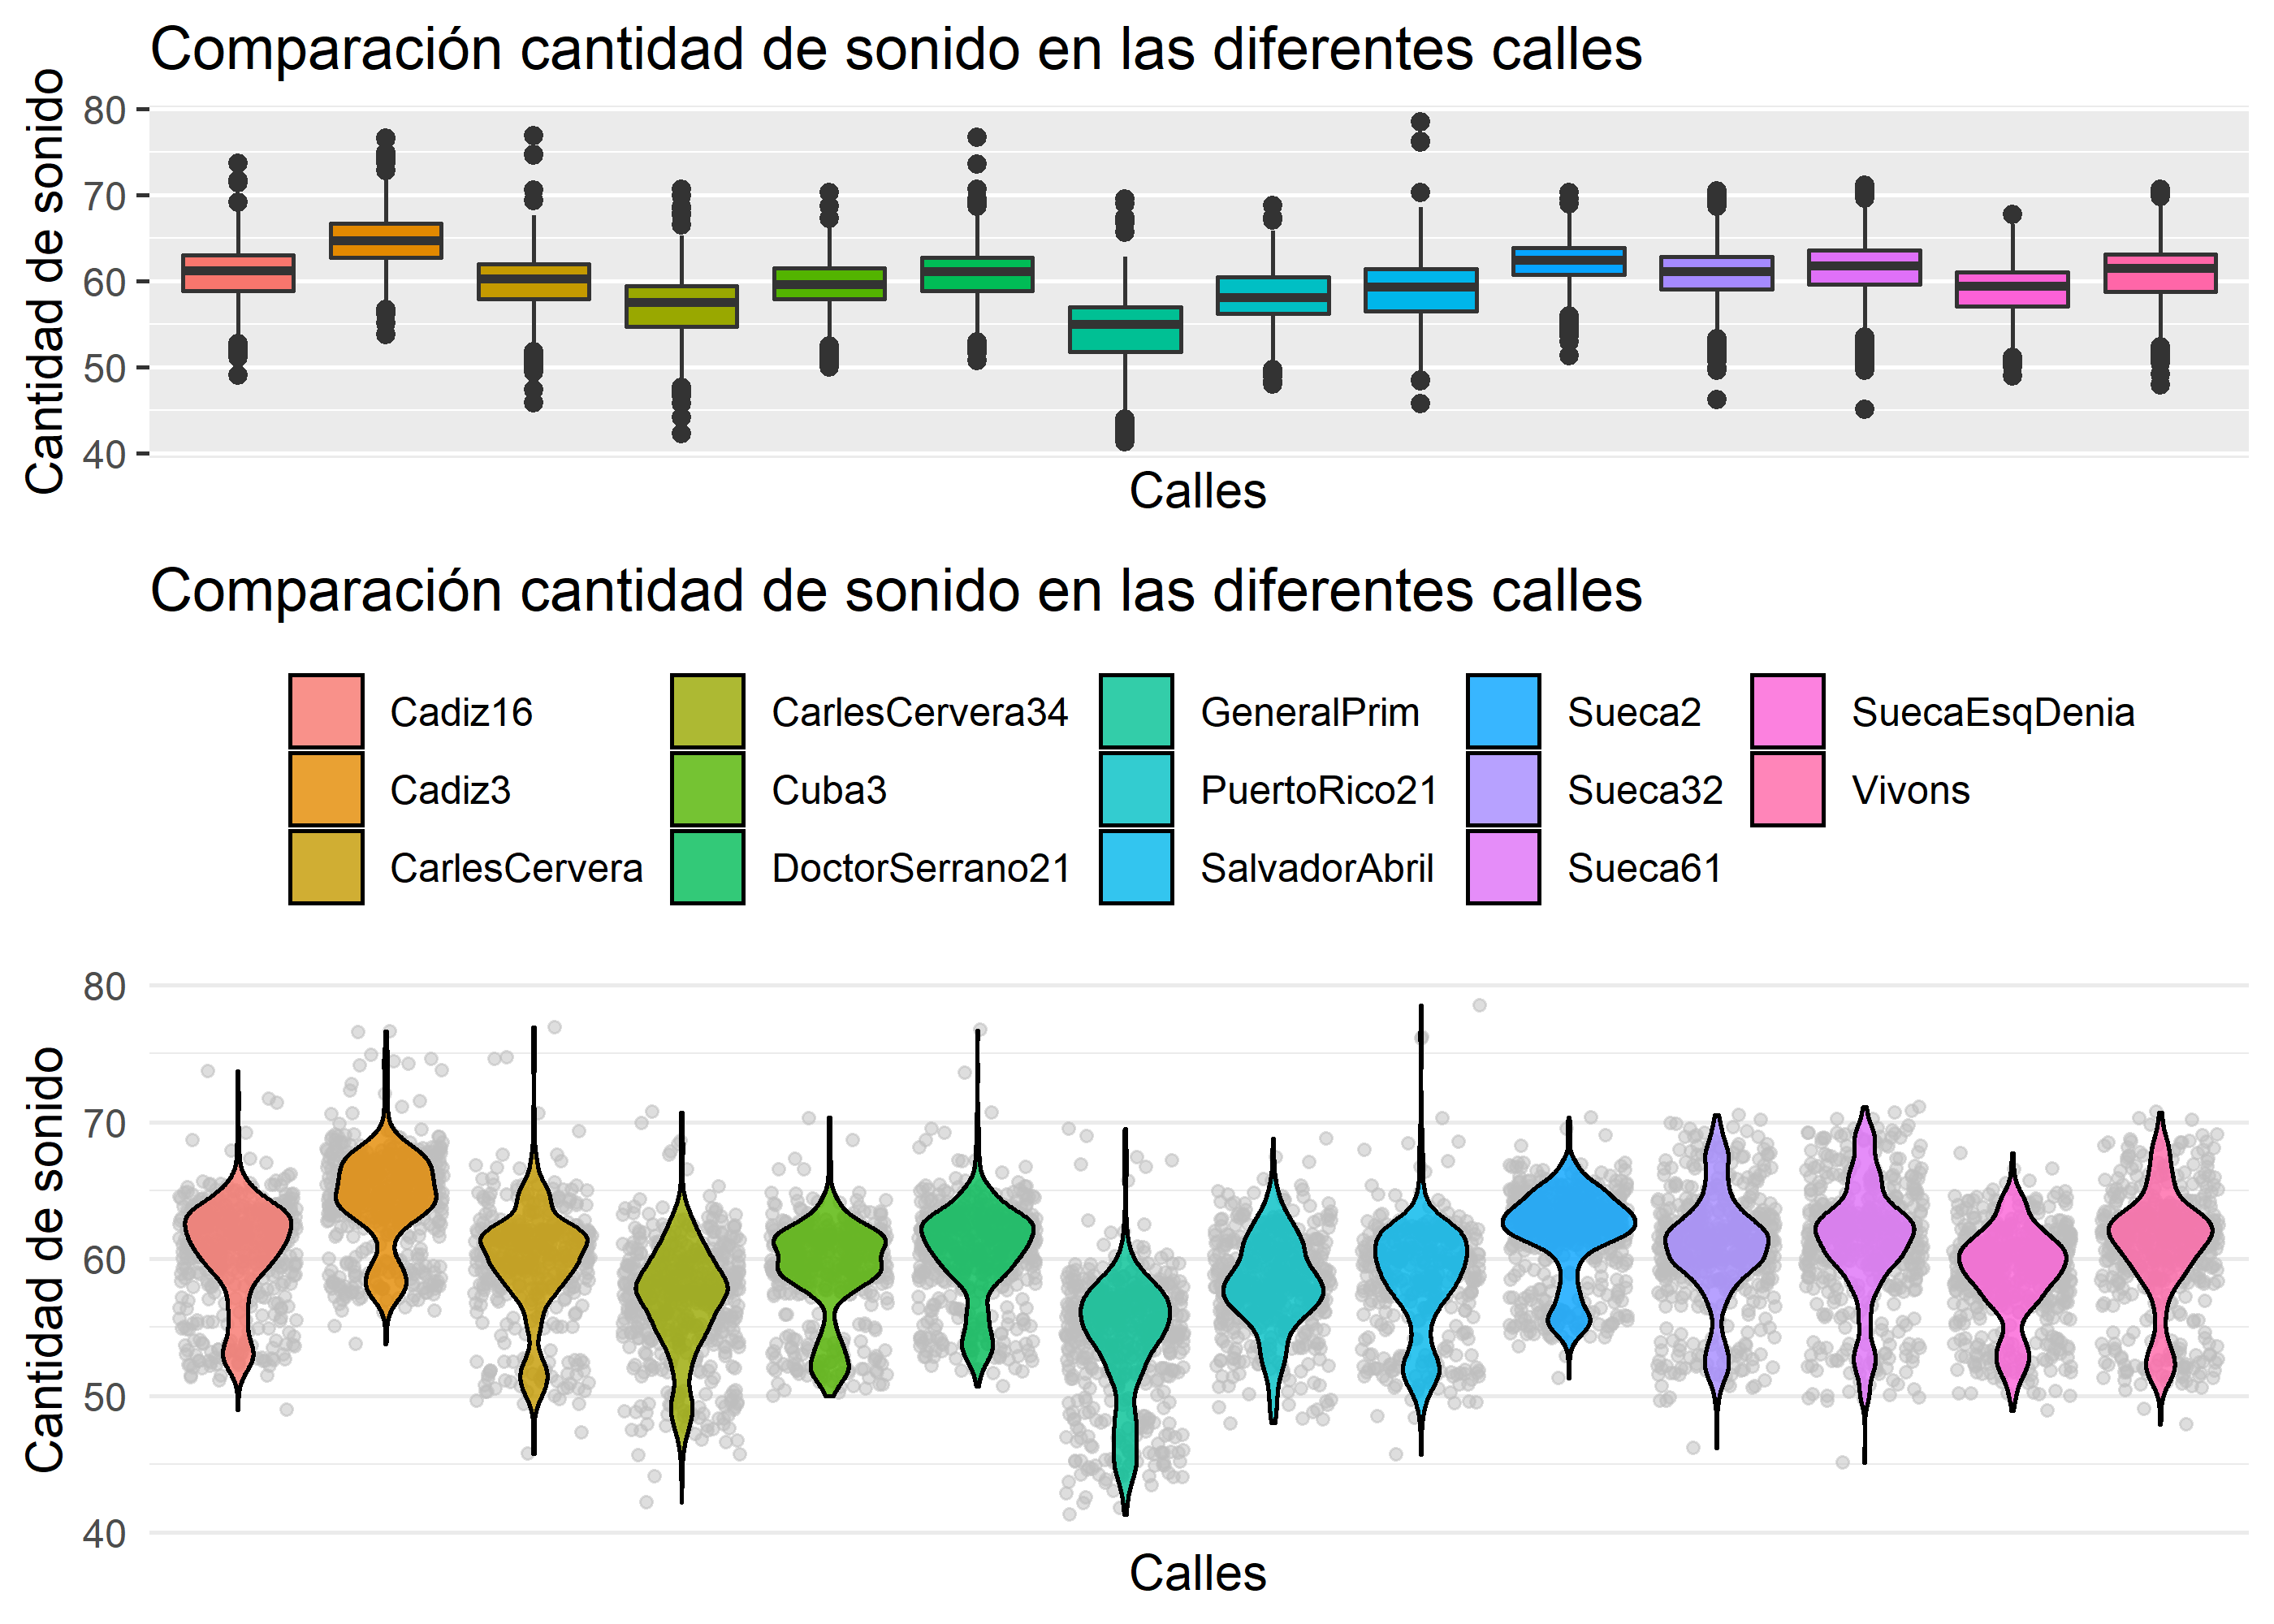 Comparación cantidad de sonido en las diferentes calles
Cantidad de sonido
80
70
60
50
40
Calles
Comparación cantidad de sonido en las diferentes calles
Cadiz16 CarlesCervera34 GeneralPrim Sueca2 SuecaEsqDenia
Cadiz3 Cuba3 PuertoRico21 Sueca32 Vivons
CarlesCervera DoctorSerrano21 SalvadorAbril Sueca61
Cantidad de sonido
80
70
60
50
40
Calles